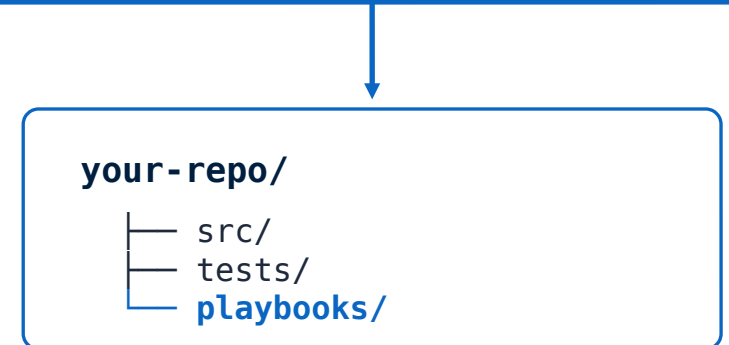 your-repo/
├── src/
├── tests/
└── playbooks/